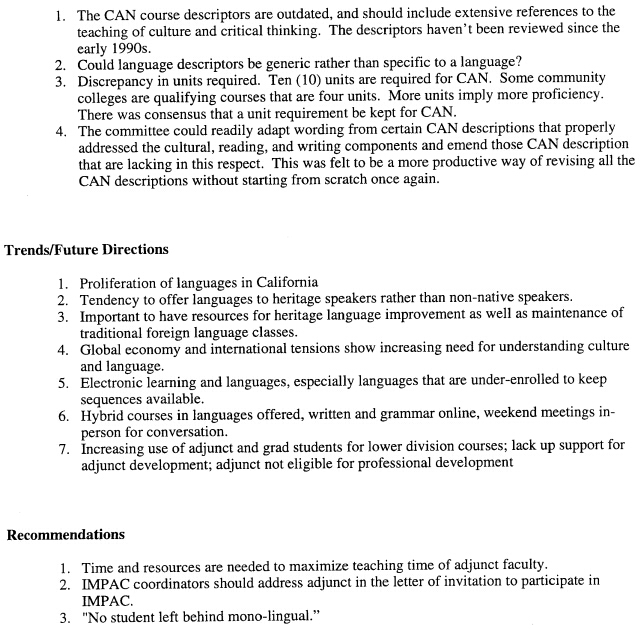 1. The CAN course descriptors are outdated, and should include extensive references to the
teaching of culture and critical thinking. The descriptors haven't been reviewed since the
early 1990s.
2. Could language descriptors be generic rather than specific to a language?
3. Discrepancy in units required. Ten (10) units are required for CAN. Some community
colleges are qualifying courses that are four units. More units imply more proficiency.
There was consensus that a unit requirement be kept for CAN.
4. The committee could readily adapt wording from certain CAN descriptions that properly
addressed the cultural, reading, and writing components and emend those CAN description
that are lacking in this respect. This was felt to be a more productive way of revising all the
CAN descriptions without starting from scratch once again.
Trends/Future Directions
1. Proliferation of languages in California
2. Tendency to offer languages to heritage speakers rather than non-native speakers.
3. Important to have resources for heritage language improvement as well as maintenance of
traditional foreign language classes.
4. Global economy and international tensions show increasing need for understanding culture
and language.
5. Electronic learning and languages, especially languages that are under-enrolled to keep
sequences available.
6. Hybrid courses in languages offered, written and grammar online, weekend meetings in-
person for conversation.
7. Increasing use of adjunct and grad students for lower division courses; lack up support for
adjunct development; adjunct not eligible for professional development
Recommendations
1. Time and resources are needed to maximize teaching time of adjunct faculty.
2. IMPAC coordinators should address adjunct in the letter of invitation to participate in
IMPAC.
3. "No student left behind mono-lingual."